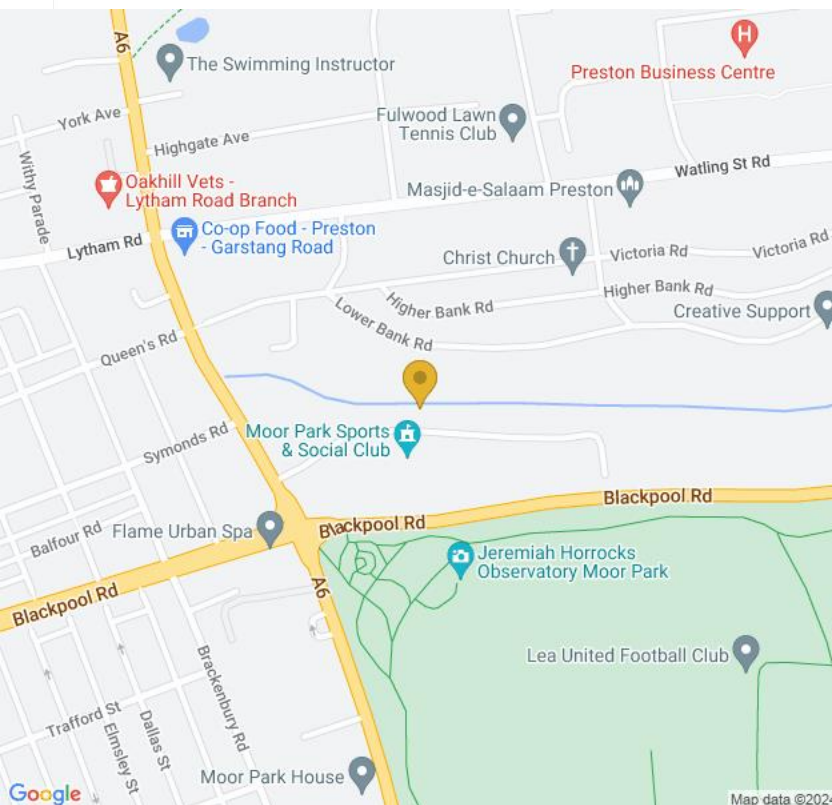 A6
The Swimming Instructor
Preston Business Centre
York Ave
Highgate Ave
Fulwood Lawn
Tennis Club
Withy Parade
Oakhill Vets -
Lytham Road Branch
Masjid-e-Salaam Preston
Watling St Rd
Lytham Rd
Co-op Food - Preston
- Garstang Road
Christ Church
Victoria Rd
Victoria Rd
Higher Bank Rd
Higher Bank Rd
Lower Bank Rd
Creative Support
Queen's Rd
Moor Park Sports
& Social Club
Symonds Rd
Blackpool Rd
Blackpool Rd
Balfour Rd
Flame Urban Spa
Jeremiah Horrocks
Observatory Moor Park
A6
Blackpool Rd
Lea United Football Club
Brackenbury Rd
Trafford St
Dallas St
Elmsley St
Moor Park House
Google
Map data ©2024